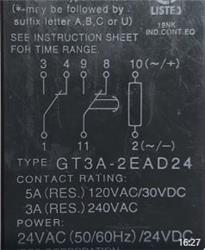 (*-may be followed by
suffix letter A,B,C or U)
LISTED
19NK
IND.CONT.EQ
SEE INSTRUCTION SHEET
FOR TIME RANGE.
3 4 9 8 10(~/+)
1 11 2 (~/−)
TYPE: GT3A-2EAD24
CONTACT RATING:
5A (RES.) 120VAC/30VDC
3A (RES.) 240VAC
POWER:
24VAC (50/60Hz) /24VDC
16:27